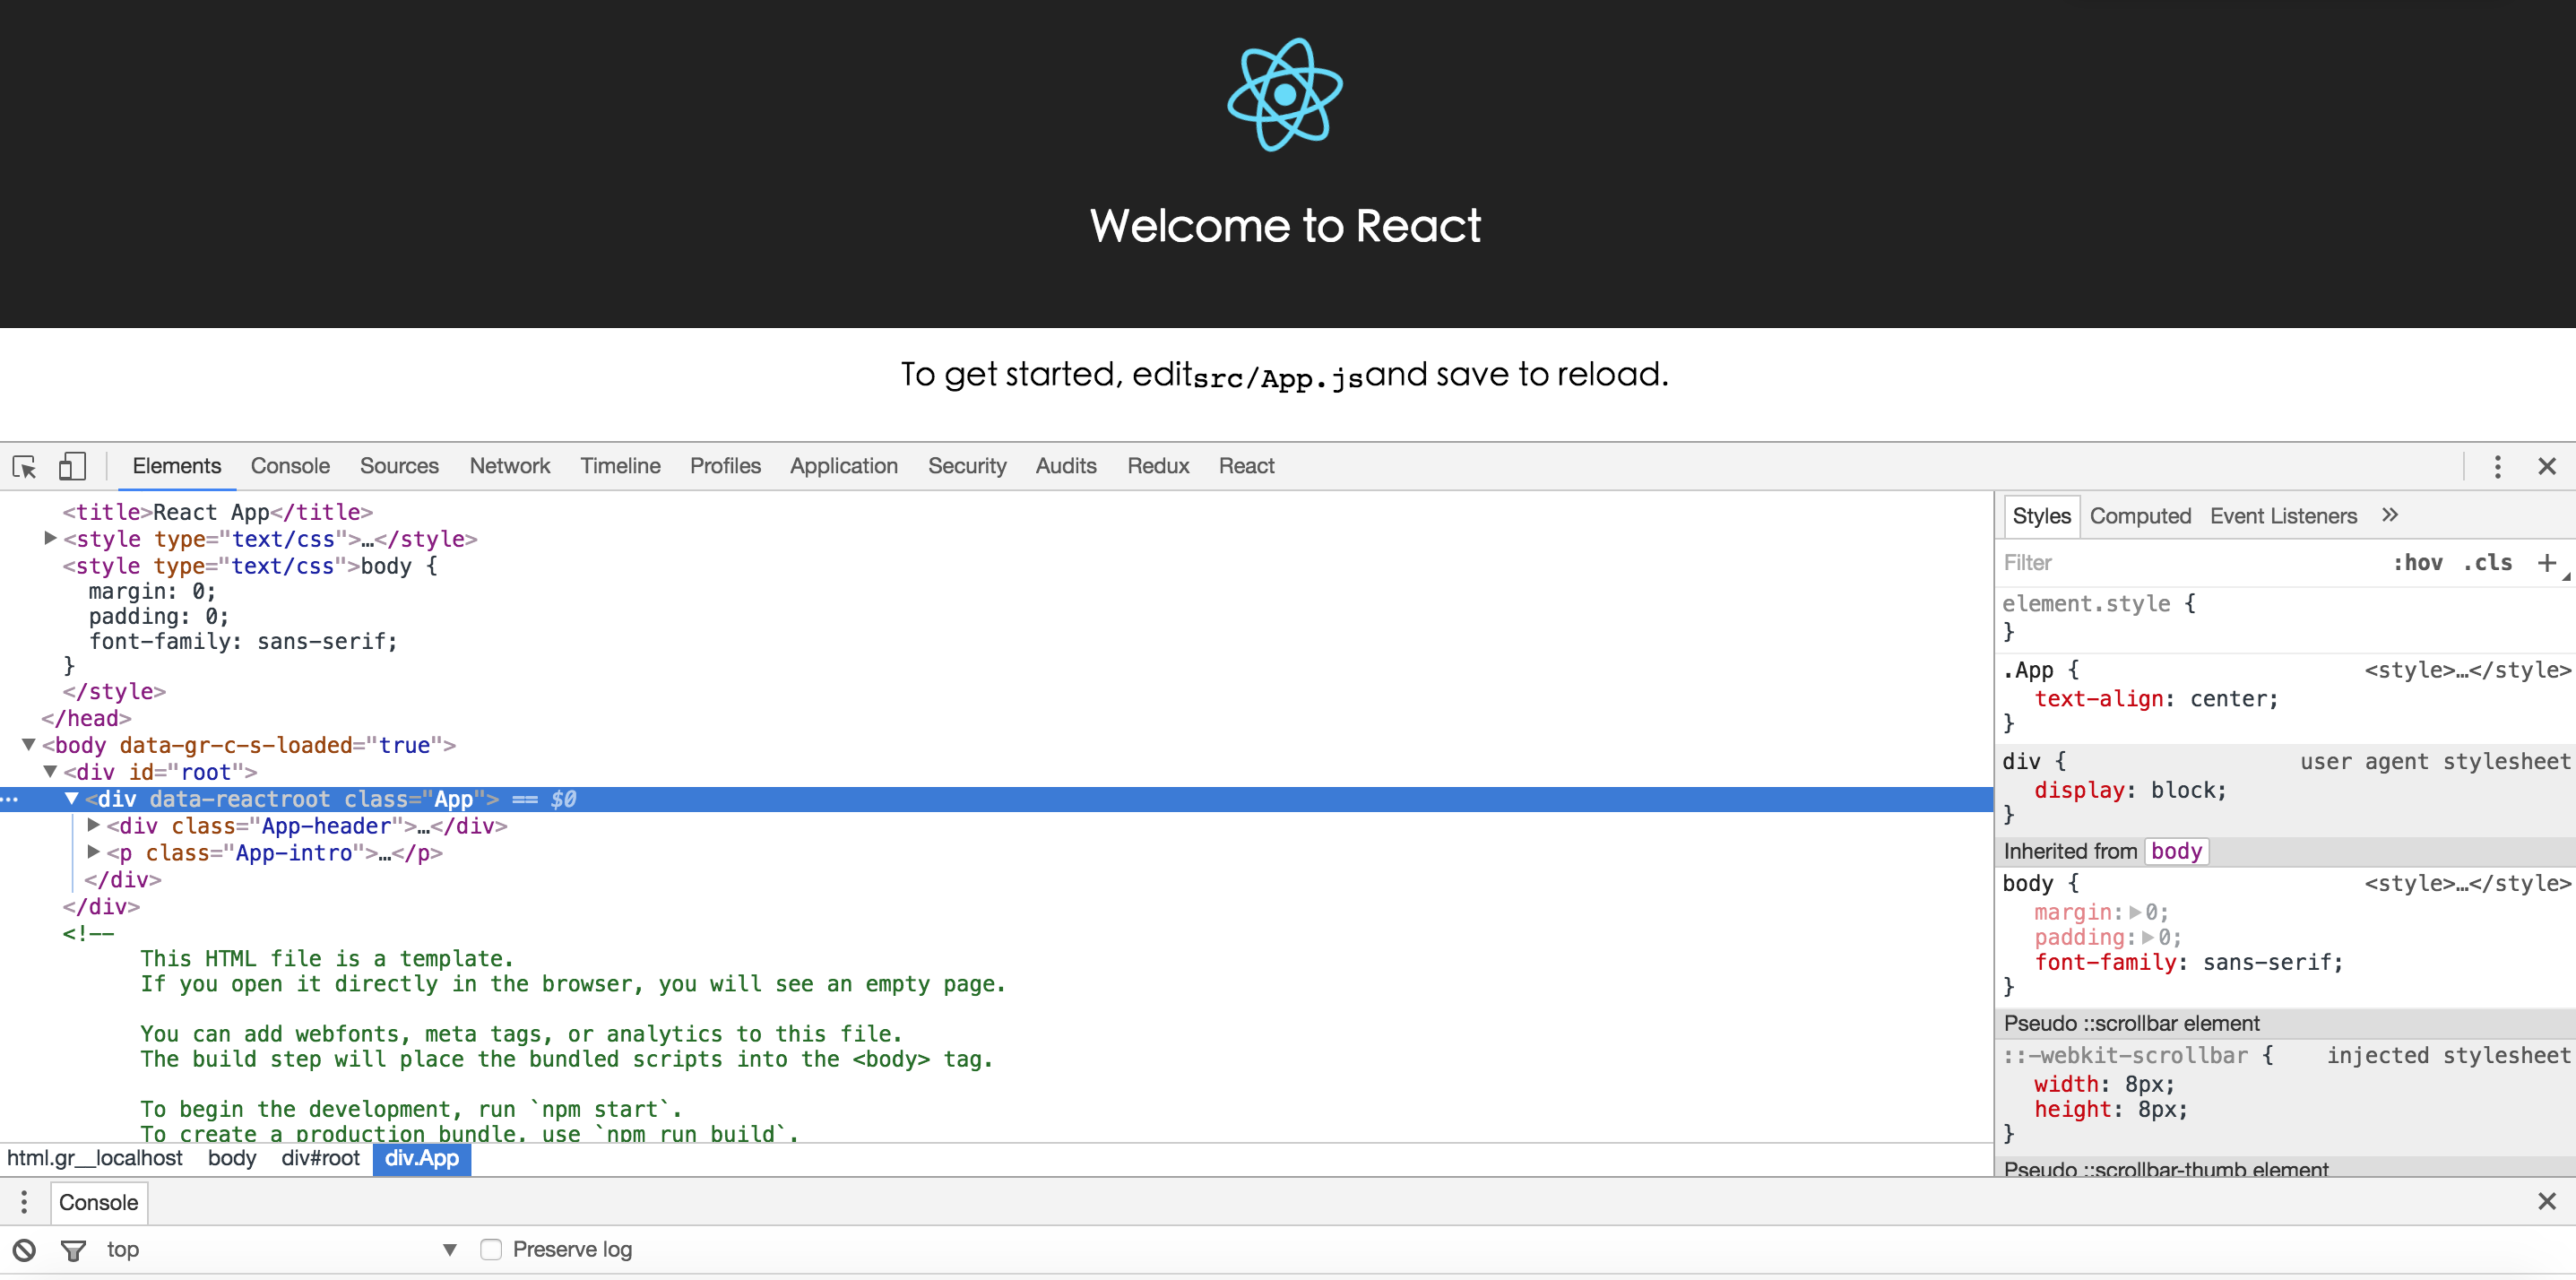 Welcome to React
To get started, editsrc/App.jsand save to reload.
Elements Console Sources Network Timeline Profiles Application Security Audits Redux React
<title>React App</title>
<style type="text/css">…</style>
<style type="text/css">body {
margin: 0;
padding: 0;
font-family: sans-serif;
}
</style>
</head>
<body data-gr-c-s-loaded="true">
<div id="root">
… <div data-reactroot class="App"> == $0
<div class="App-header">…</div>
<p class="App-intro">…</p>
</div>
</div>
<!--
This HTML file is a template.
If you open it directly in the browser, you will see an empty page.
You can add webfonts, meta tags, or analytics to this file.
The build step will place the bundled scripts into the <body> tag.
To begin the development, run `npm start`.
To create a production bundle, use `npm run build`.
html.gr__localhost body div#root div.App
Styles Computed Event Listeners »
Filter :hov .cls +
element.style {
}
.App { <style>…</style>
text-align: center;
}
div { user agent stylesheet
display: block;
}
Inherited from body
body { <style>…</style>
margin: 0;
padding: 0;
font-family: sans-serif;
}
Pseudo ::scrollbar element
::-webkit-scrollbar { injected stylesheet
width: 8px;
height: 8px;
}
Pseudo ::scrollbar-thumb element
Console
top Preserve log